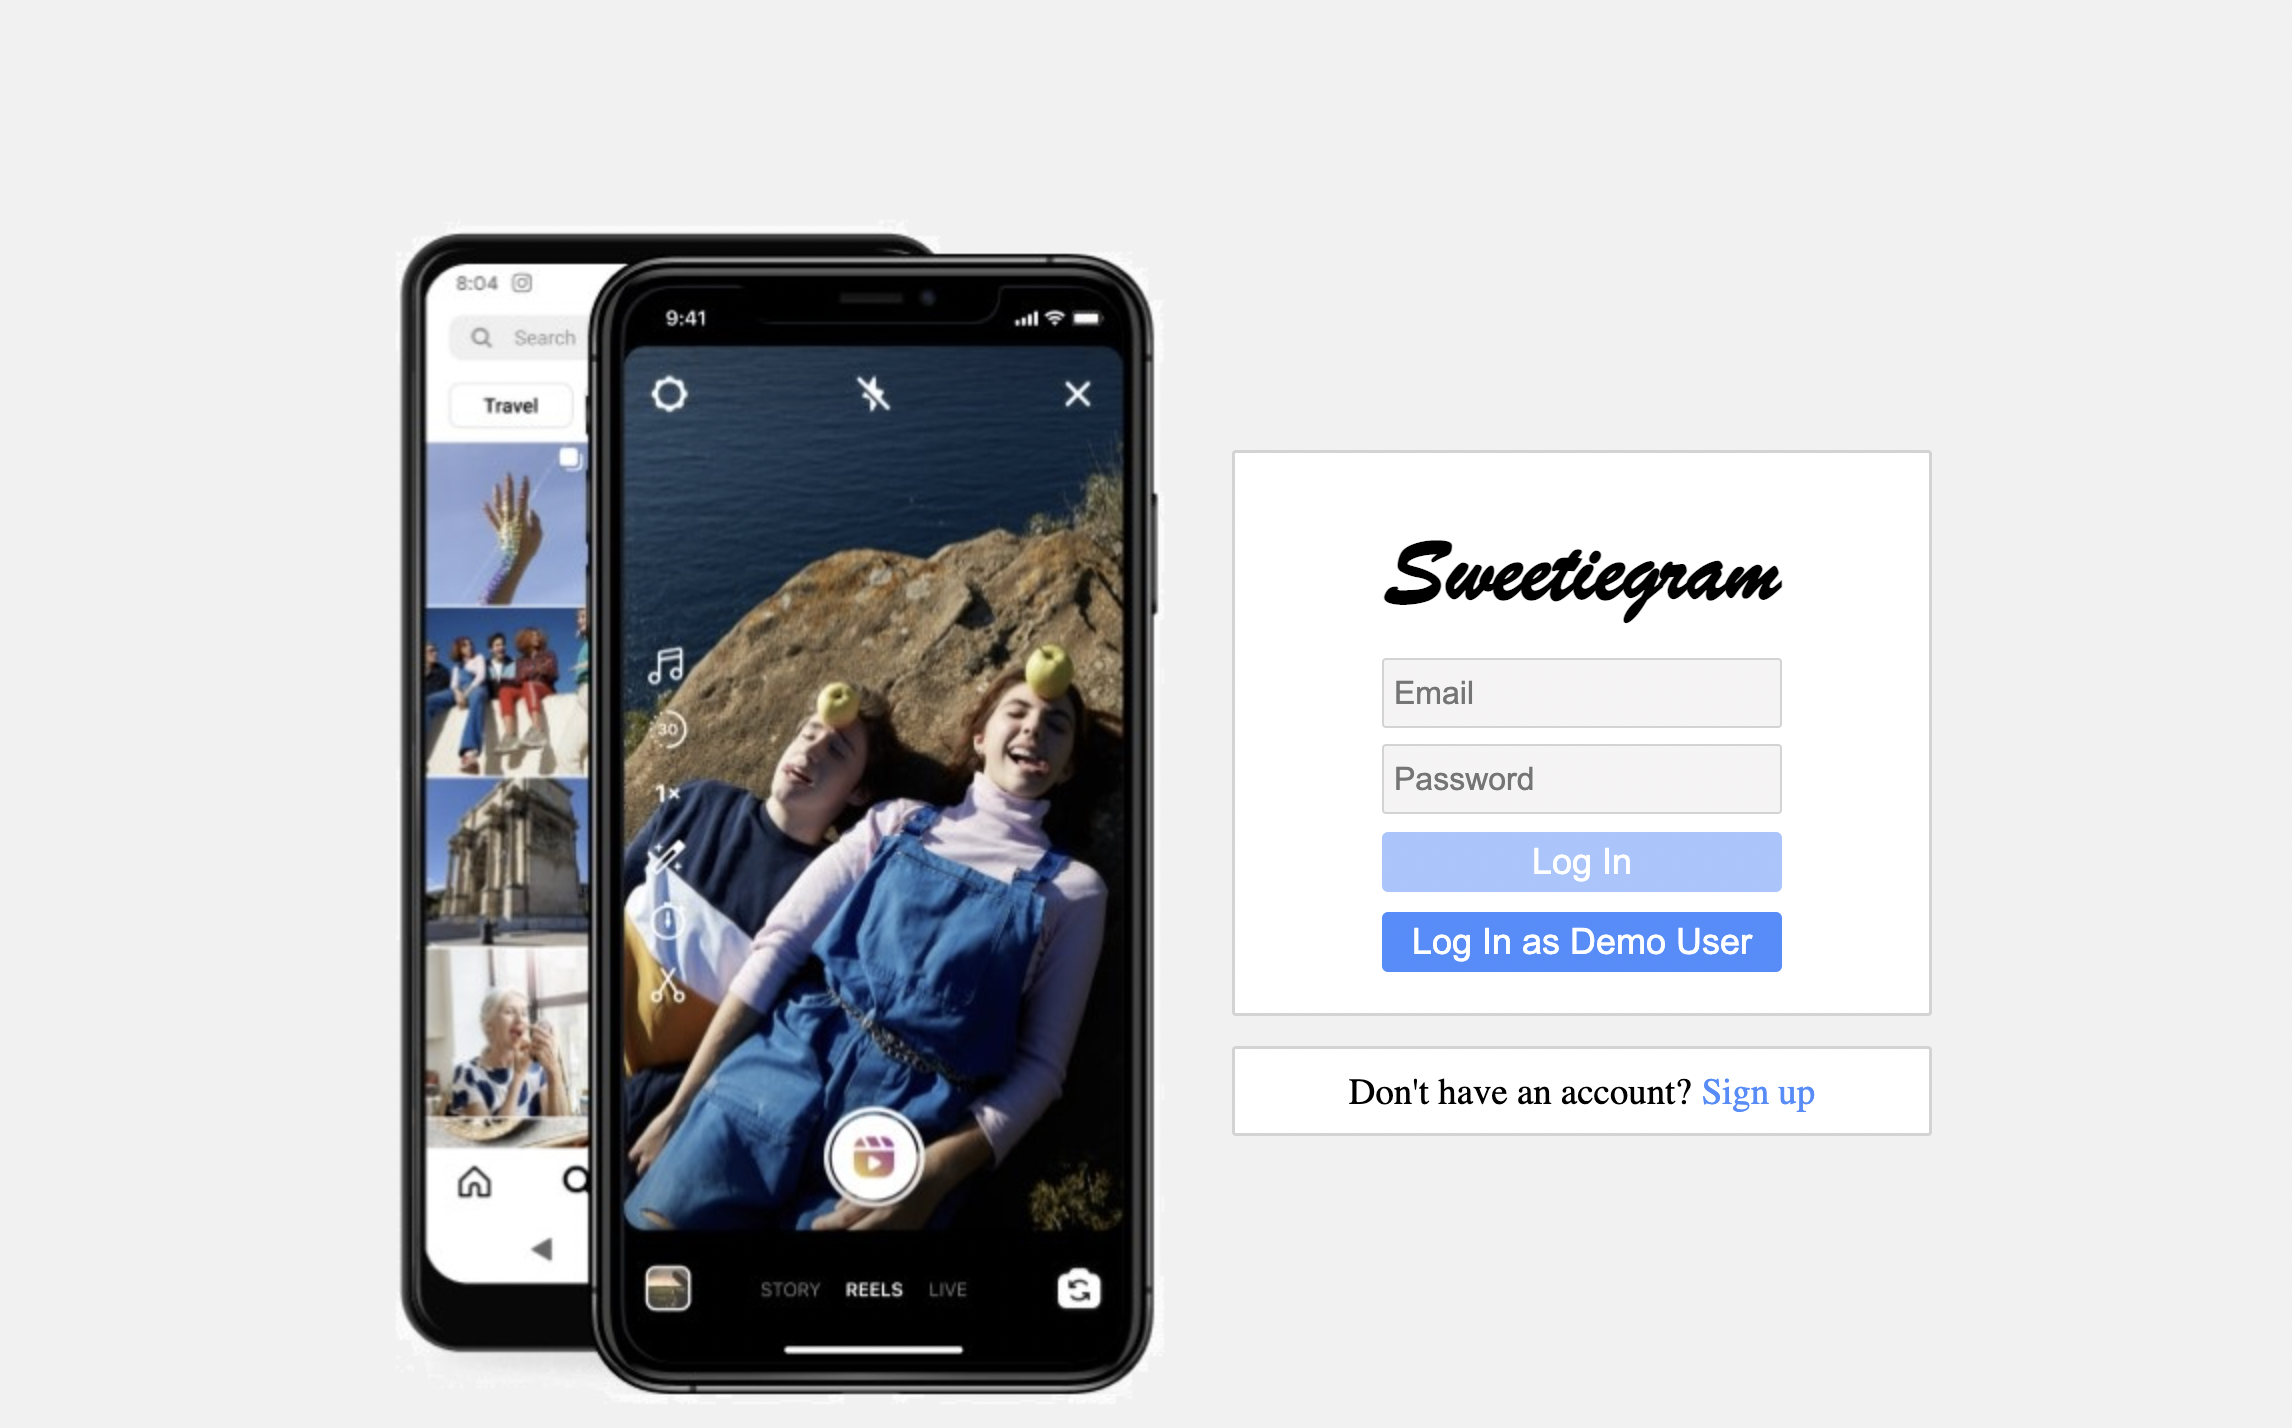 8:04
Search
Travel
9:41
30
1×
STORY REELS LIVE
Sweetiegram
Email
Password
Log In
Log In as Demo User
Don't have an account? Sign up